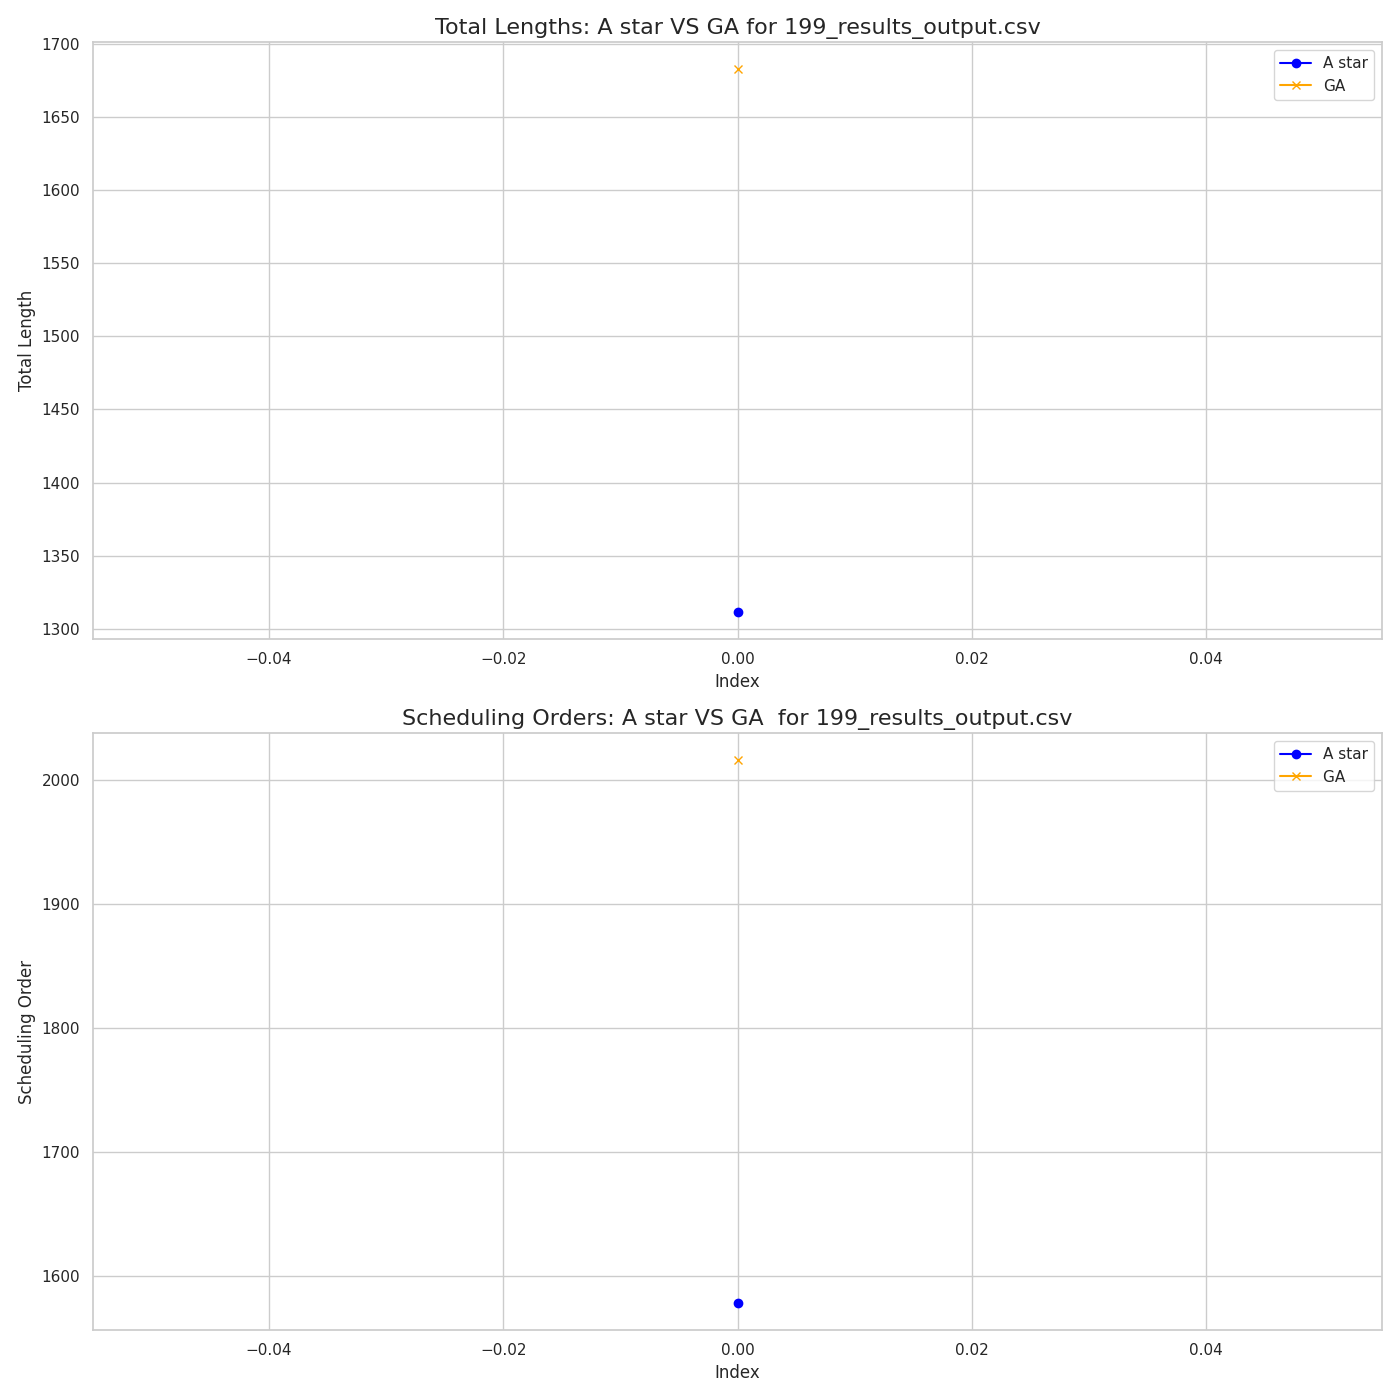 Total Lengths: A star VS GA for 199_results_output.csv
1700
1650
1600
1550
1500
1450
1400
1350
1300
Total Length
A star
GA
−0.04 −0.02 0.00 0.02 0.04
Index
Scheduling Orders: A star VS GA  for 199_results_output.csv
2000
1900
1800
1700
1600
Scheduling Order
A star
GA
−0.04 −0.02 0.00 0.02 0.04
Index